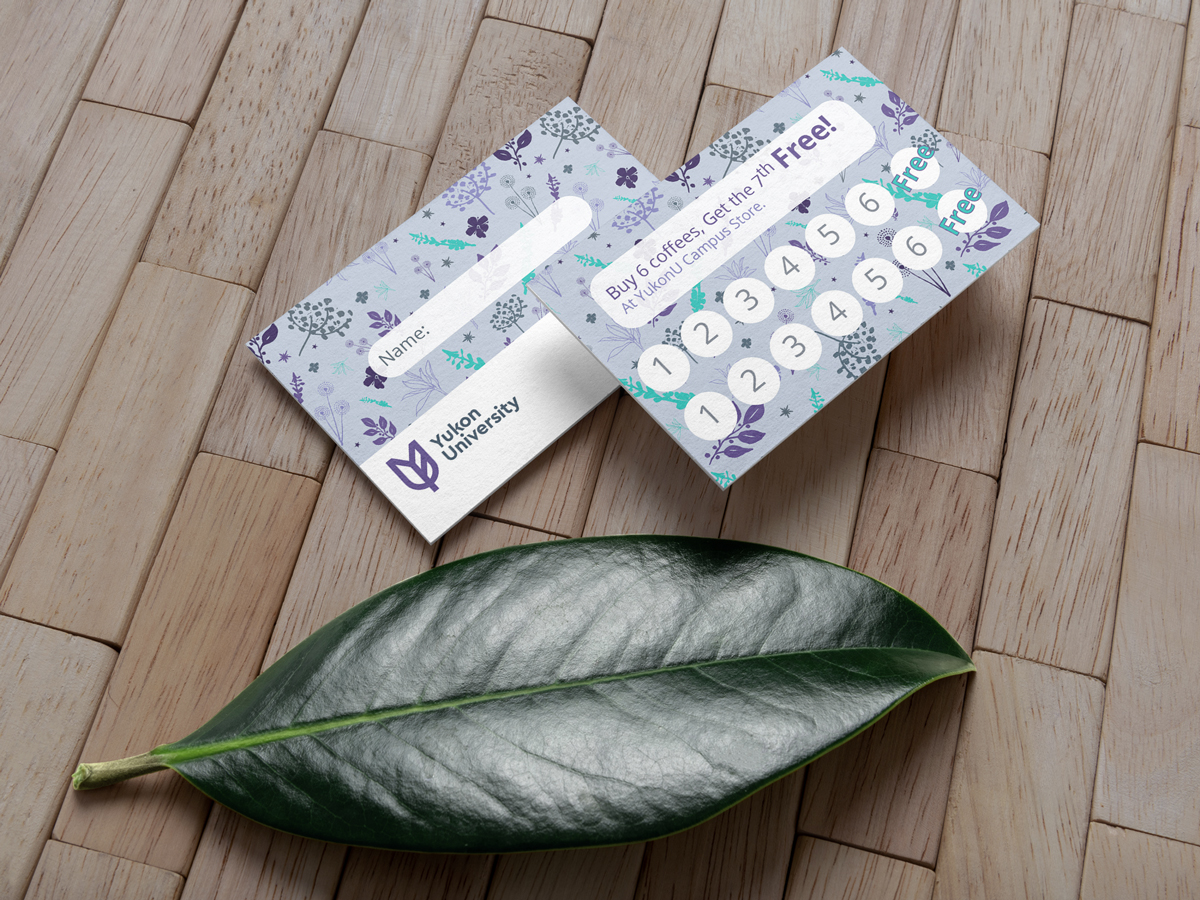 Name:
Yukon
University
Buy 6 coffees, Get the 7th Free!
At YukonU Campus Store.
1 2 3 4 5 6 Free
1 2 3 4 5 6 Free